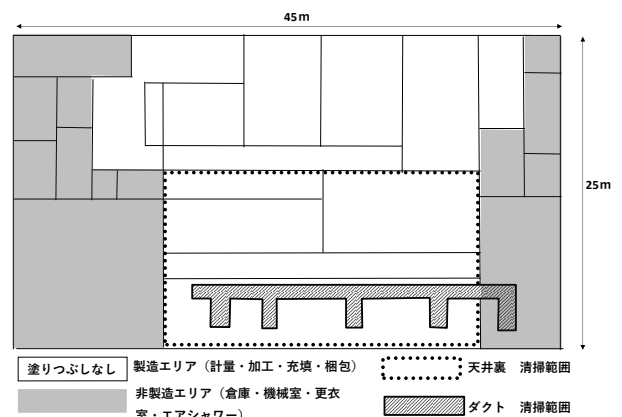 45m
25m
塗りつぶしなし 製造エリア（計量・加工・充填・梱包） 天井裏 清掃範囲
非製造エリア（倉庫・機械室・更衣
室・エアシャワー） ダクト 清掃範囲